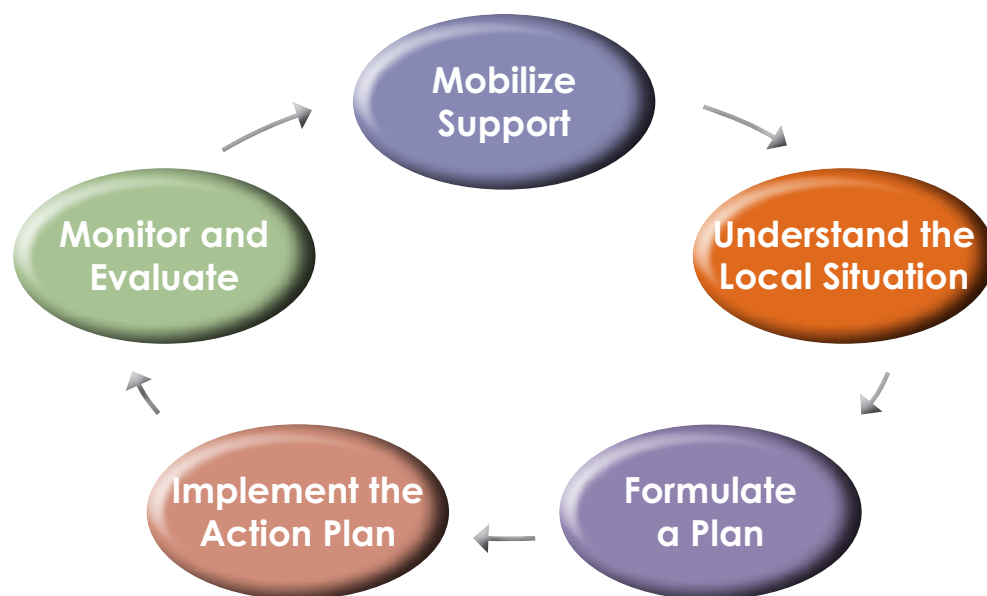 Mobilize
Support
Understand the
Local Situation
Formulate
a Plan
Implement the
Action Plan
Monitor and
Evaluate